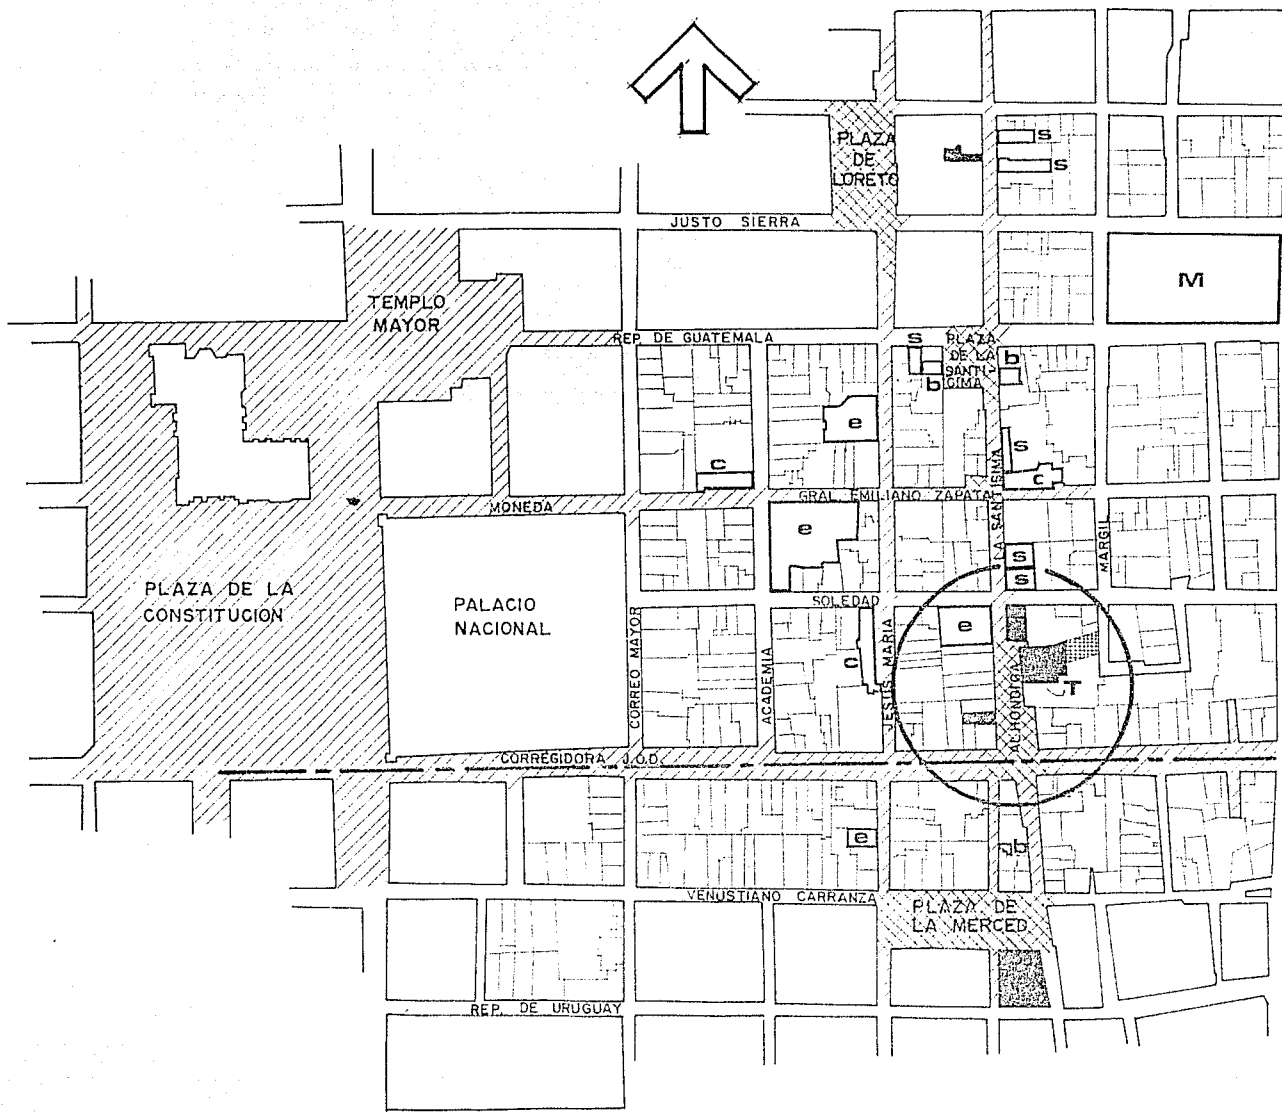 PLAZA
DE
LORETO
s
s
JUSTO SIERRA
M
TEMPLO
MAYOR
REP. DE GUATEMALA
s
PLAZA
DE LA
SANTI-
CIMA
b
b
e
s
c
c
LA SANTISIMA
GRAL. EMILIANO ZAPATA
MONEDA
e
MARGIL
s
s
PLAZA DE LA
CONSTITUCION
PALACIO
NACIONAL
SOLEDAD
e
CORREO MAYOR
ACADEMIA
c
JESUS MARIA
ALHONDIGA
T
CORREGIDORA J.O.D.
e
b
VENUSTIANO CARRANZA
PLAZA DE
LA MERCED
REP. DE URUGUAY